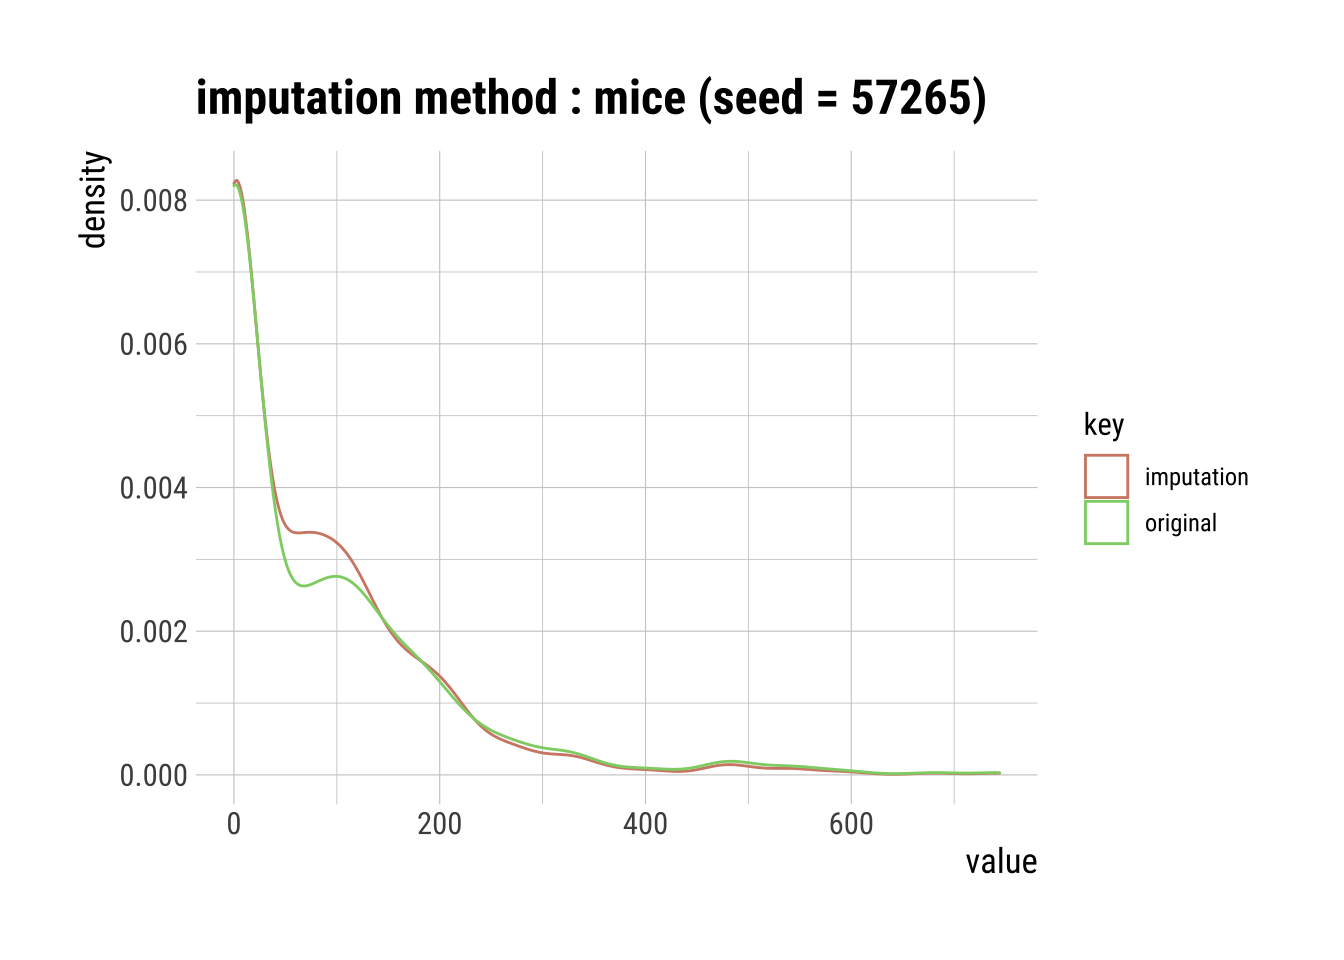 imputation method : mice (seed = 57265)
density
0.008
0.006
0.004
0.002
0.000
0 200 400 600
value
key
imputation
original